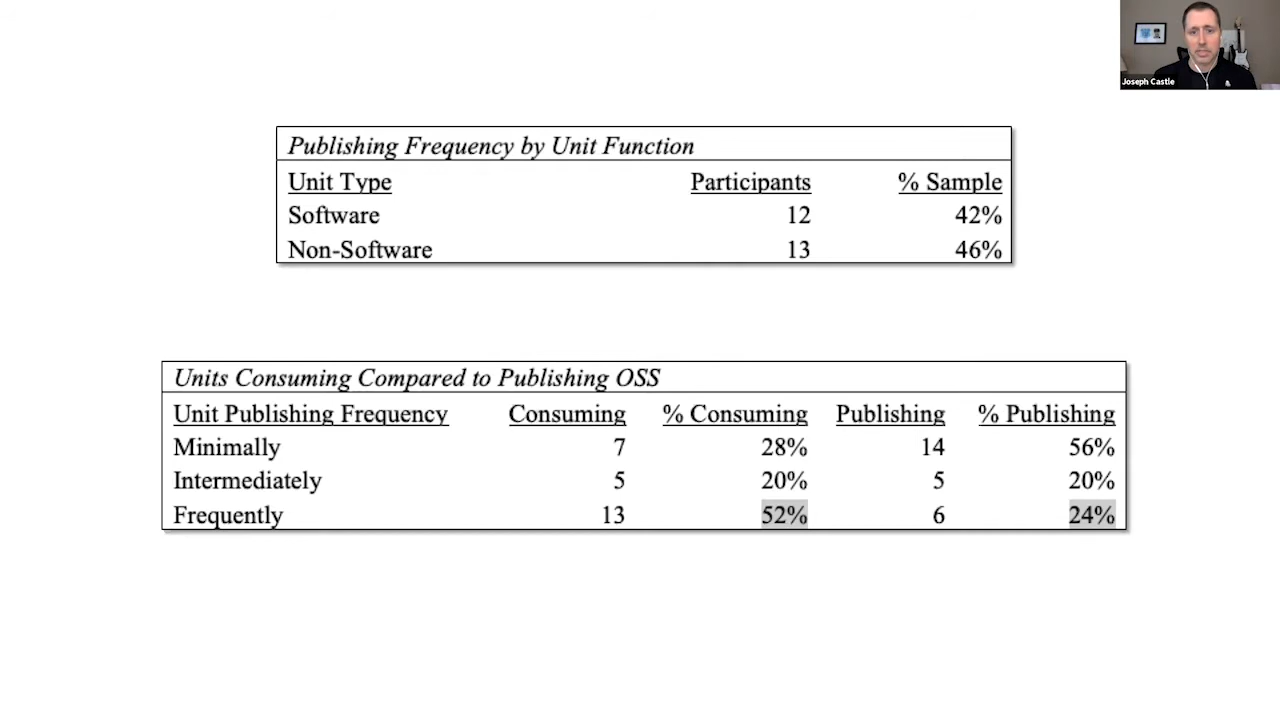 Joseph Castle
Publishing Frequency by Unit Function
Unit Type Participants % Sample
Software 12 42%
Non-Software 13 46%
Units Consuming Compared to Publishing OSS
Unit Publishing Frequency Consuming % Consuming Publishing % Publishing
Minimally 7 28% 14 56%
Intermediately 5 20% 5 20%
Frequently 13 52% 6 24%